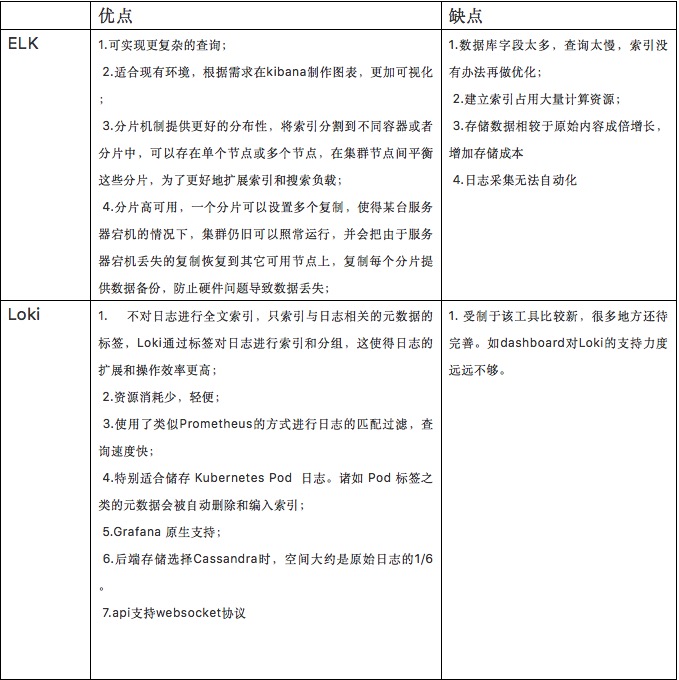 优点
缺点
ELK
1.可实现更复杂的查询；
2.适合现有环境，根据需求在kibana制作图表，更加可视化
；
3.分片机制提供更好的分布性，将索引分割到不同容器或者
分片中，可以存在单个节点或多个节点，在集群节点间平衡
这些分片，为了更好地扩展索引和搜索负载；
4.分片高可用，一个分片可以设置多个复制，使得某台服务
器宕机的情况下，集群仍旧可以照常运行，并会把由于服务
器宕机丢失的复制恢复到其它可用节点上，复制每个分片提
供数据备份，防止硬件问题导致数据丢失；
1.数据库字段太多，查询太慢，索引没
有办法再做优化；
2.建立索引占用大量计算资源；
3.存储数据相较于原始内容成倍增长，
增加存储成本
4.日志采集无法自动化
Loki
1. 不对日志进行全文索引，只索引与日志相关的元数据的
标签，Loki通过标签对日志进行索引和分组，这使得日志的
扩展和操作效率更高；
2.资源消耗少，轻便；
3.使用了类似Prometheus的方式进行日志的匹配过滤，查
询速度快；
4.特别适合储存 Kubernetes Pod 日志。诸如 Pod 标签之
类的元数据会被自动删除和编入索引；
5.Grafana 原生支持；
6.后端存储选择Cassandra时，空间大约是原始日志的1/6
。
7.api支持websocket协议
1. 受制于该工具比较新，很多地方还待
完善。如dashboard对Loki的支持力度
远远不够。